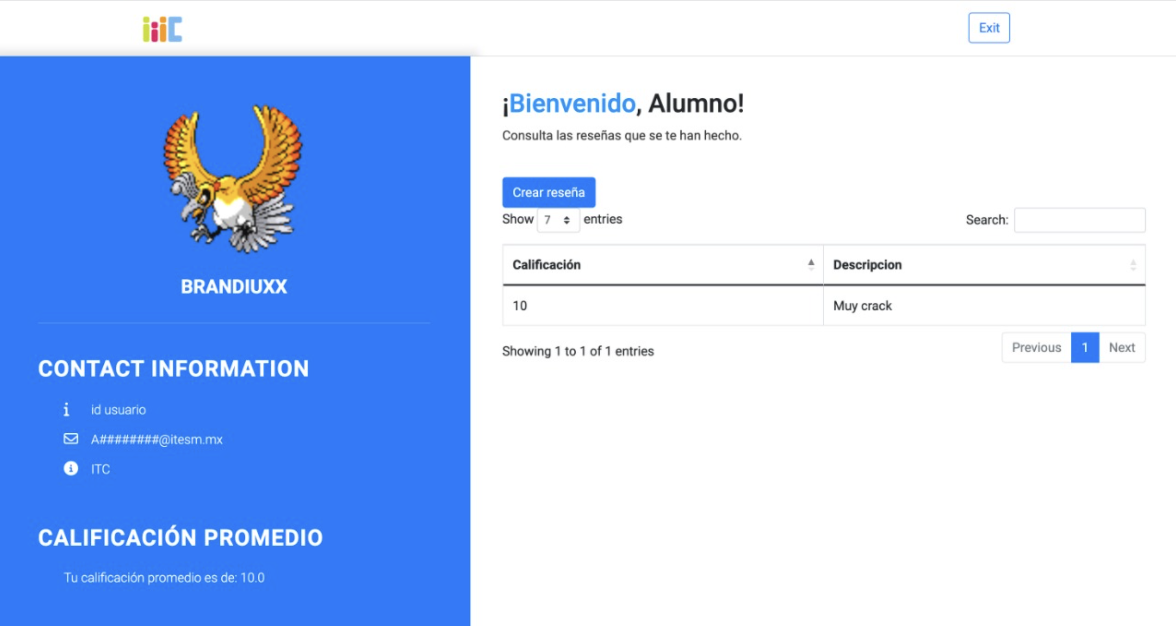 iiiC
Exit
BRANDIUXX
CONTACT INFORMATION
id usuario
A########@itesm.mx
ITC
CALIFICACIÓN PROMEDIO
Tu calificación promedio es de: 10.0
¡Bienvenido, Alumno!
Consulta las reseñas que se te han hecho.
Crear reseña
Show 7 entries
Search:
Calificación Descripcion
10 Muy crack
Showing 1 to 1 of 1 entries
Previous 1 Next